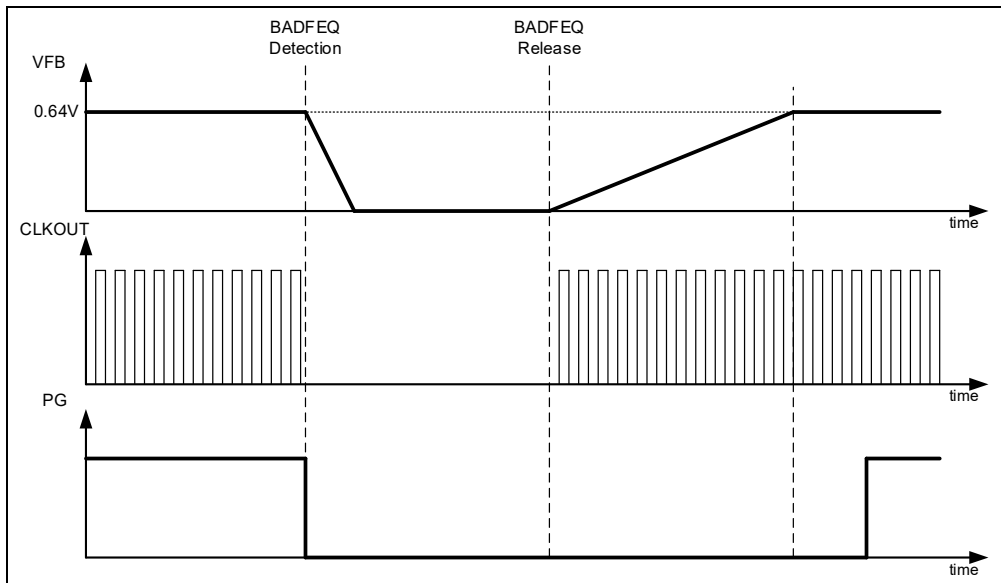 BADFEQ
Detection
BADFEQ
Release
VFB
0.64V
time
CLKOUT
time
PG
time